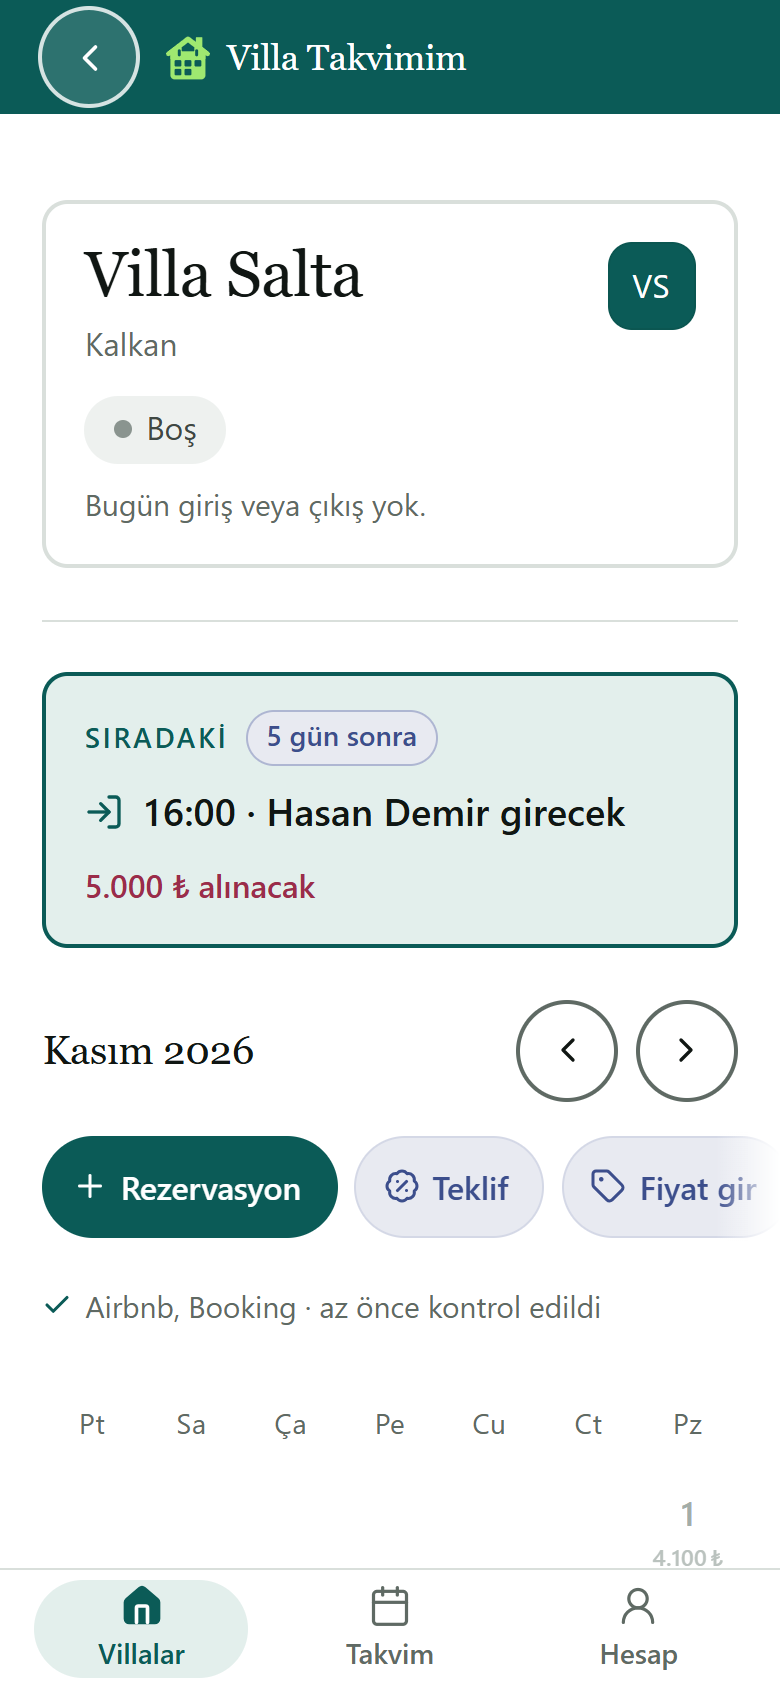 Villa Takvimim
Villa Salta
VS
Kalkan
Boş
Bugün giriş veya çıkış yok.
SIRADAKİ 5 gün sonra
16:00 · Hasan Demir girecek
5.000 ₺ alınacak
Kasım 2026
+ Rezervasyon Teklif Fiyat gir
Airbnb, Booking · az önce kontrol edildi
Pt Sa Ça Pe Cu Ct Pz
1
4.100 ₺
Villalar Takvim Hesap